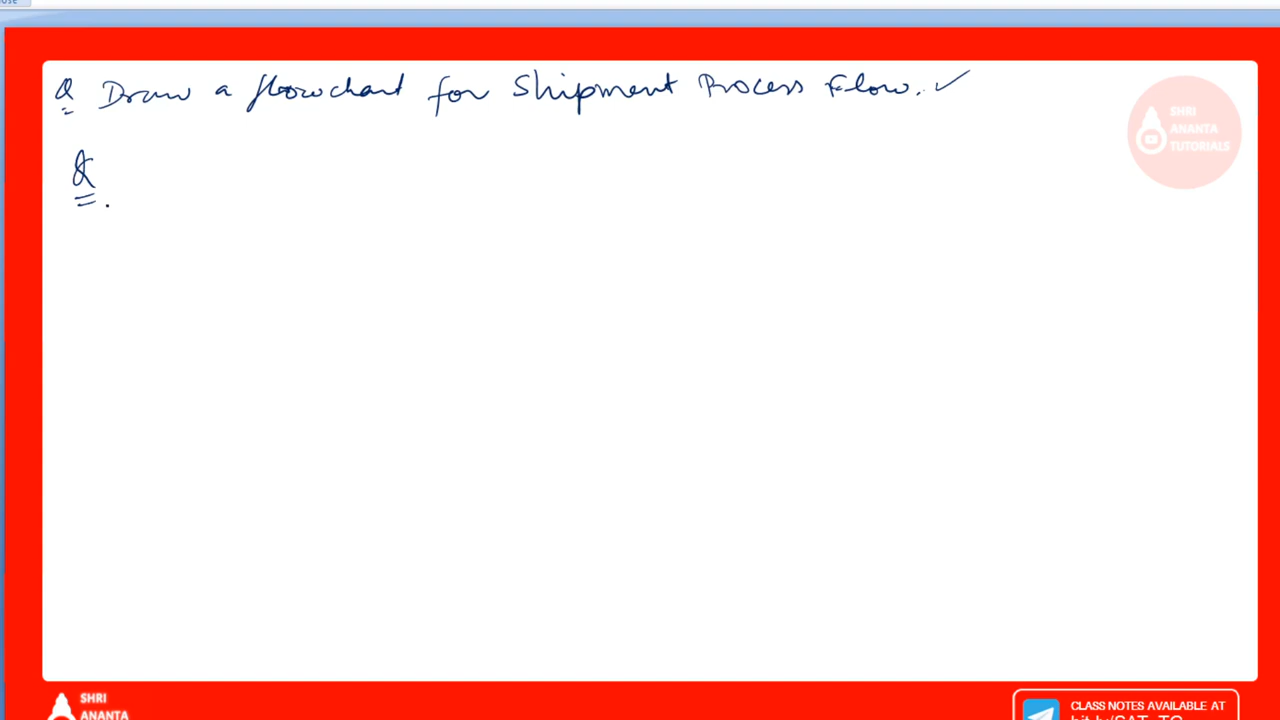 Q Draw a flowchart for Shipment Process Flow. ✓
SHRI
ANANTA
TUTORIALS
Q
SHRI
ANANTA
CLASS NOTES AVAILABLE AT